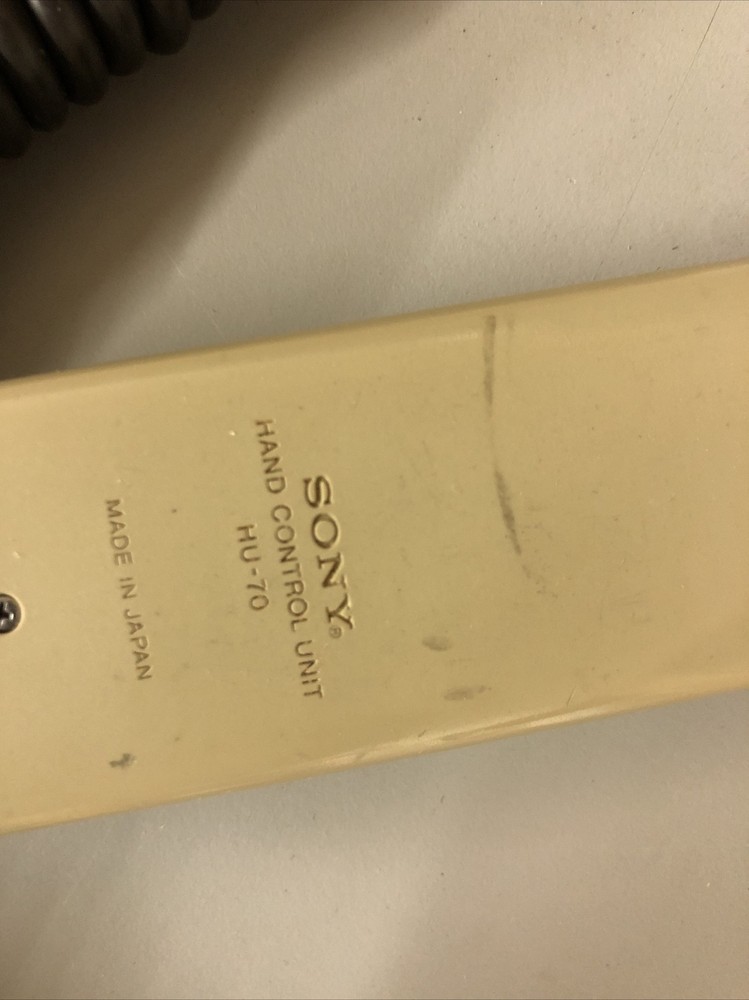 SONY®
HAND CONTROL UNIT
HU-70
MADE IN JAPAN